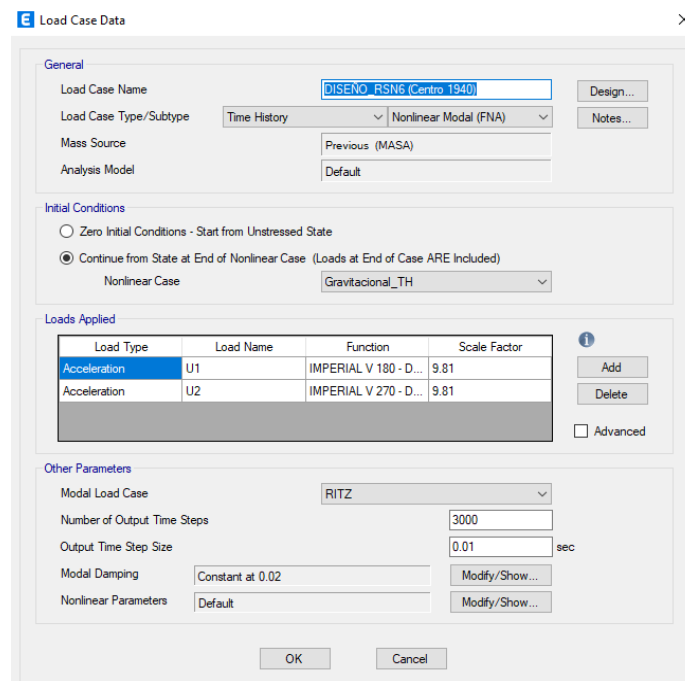 E Load Case Data
General
Load Case Name DISEÑO_RSN6 (Centro 1940) Design...
Load Case Type/Subtype Time History Nonlinear Modal (FNA) Notes...
Mass Source Previous (MASA)
Analysis Model Default
Initial Conditions
Zero Initial Conditions - Start from Unstressed State
Continue from State at End of Nonlinear Case (Loads at End of Case ARE Included)
Nonlinear Case Gravitacional_TH
Loads Applied
Load Type Load Name Function Scale Factor
Acceleration U1 IMPERIAL V 180 - D... 9.81 Add
Acceleration U2 IMPERIAL V 270 - D... 9.81 Delete
Advanced
Other Parameters
Modal Load Case RITZ
Number of Output Time Steps 3000
Output Time Step Size 0.01 sec
Modal Damping Constant at 0.02 Modify/Show...
Nonlinear Parameters Default Modify/Show...
OK Cancel